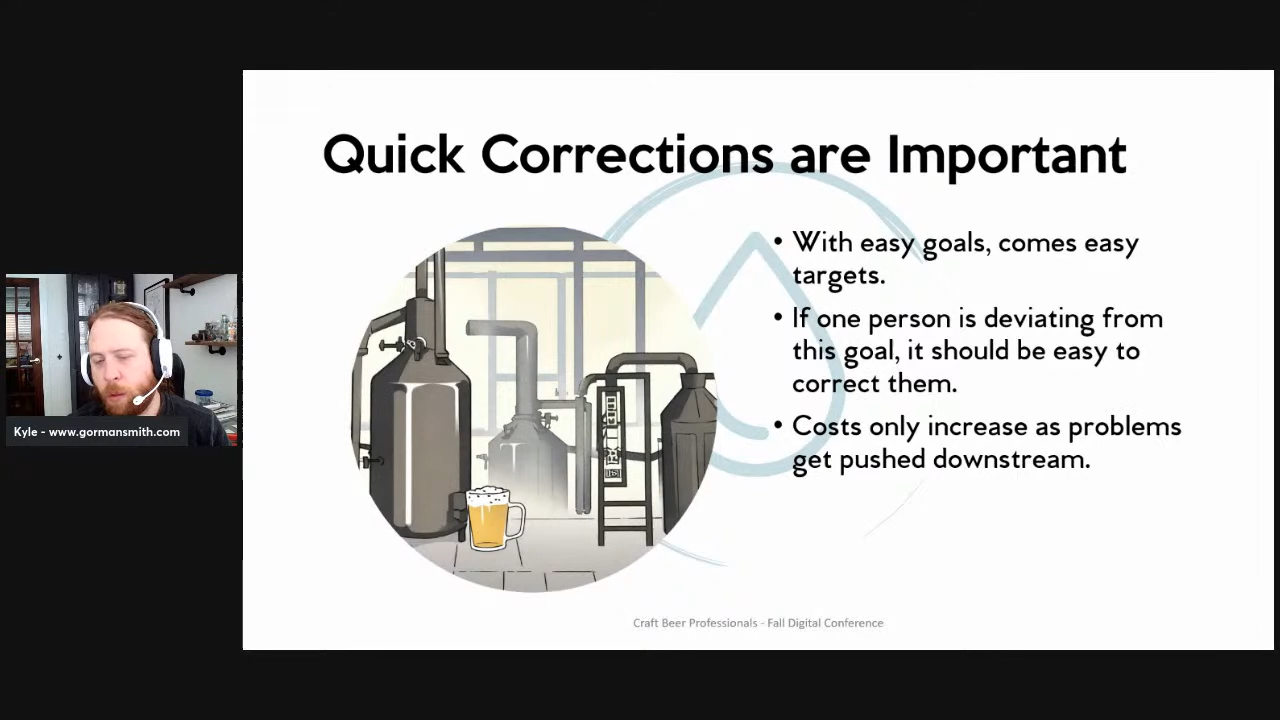 Quick Corrections are Important
• With easy goals, comes easy
targets.
• If one person is deviating from
this goal, it should be easy to
correct them.
• Costs only increase as problems
get pushed downstream.
Kyle - www.gormansmith.com
Craft Beer Professionals - Fall Digital Conference